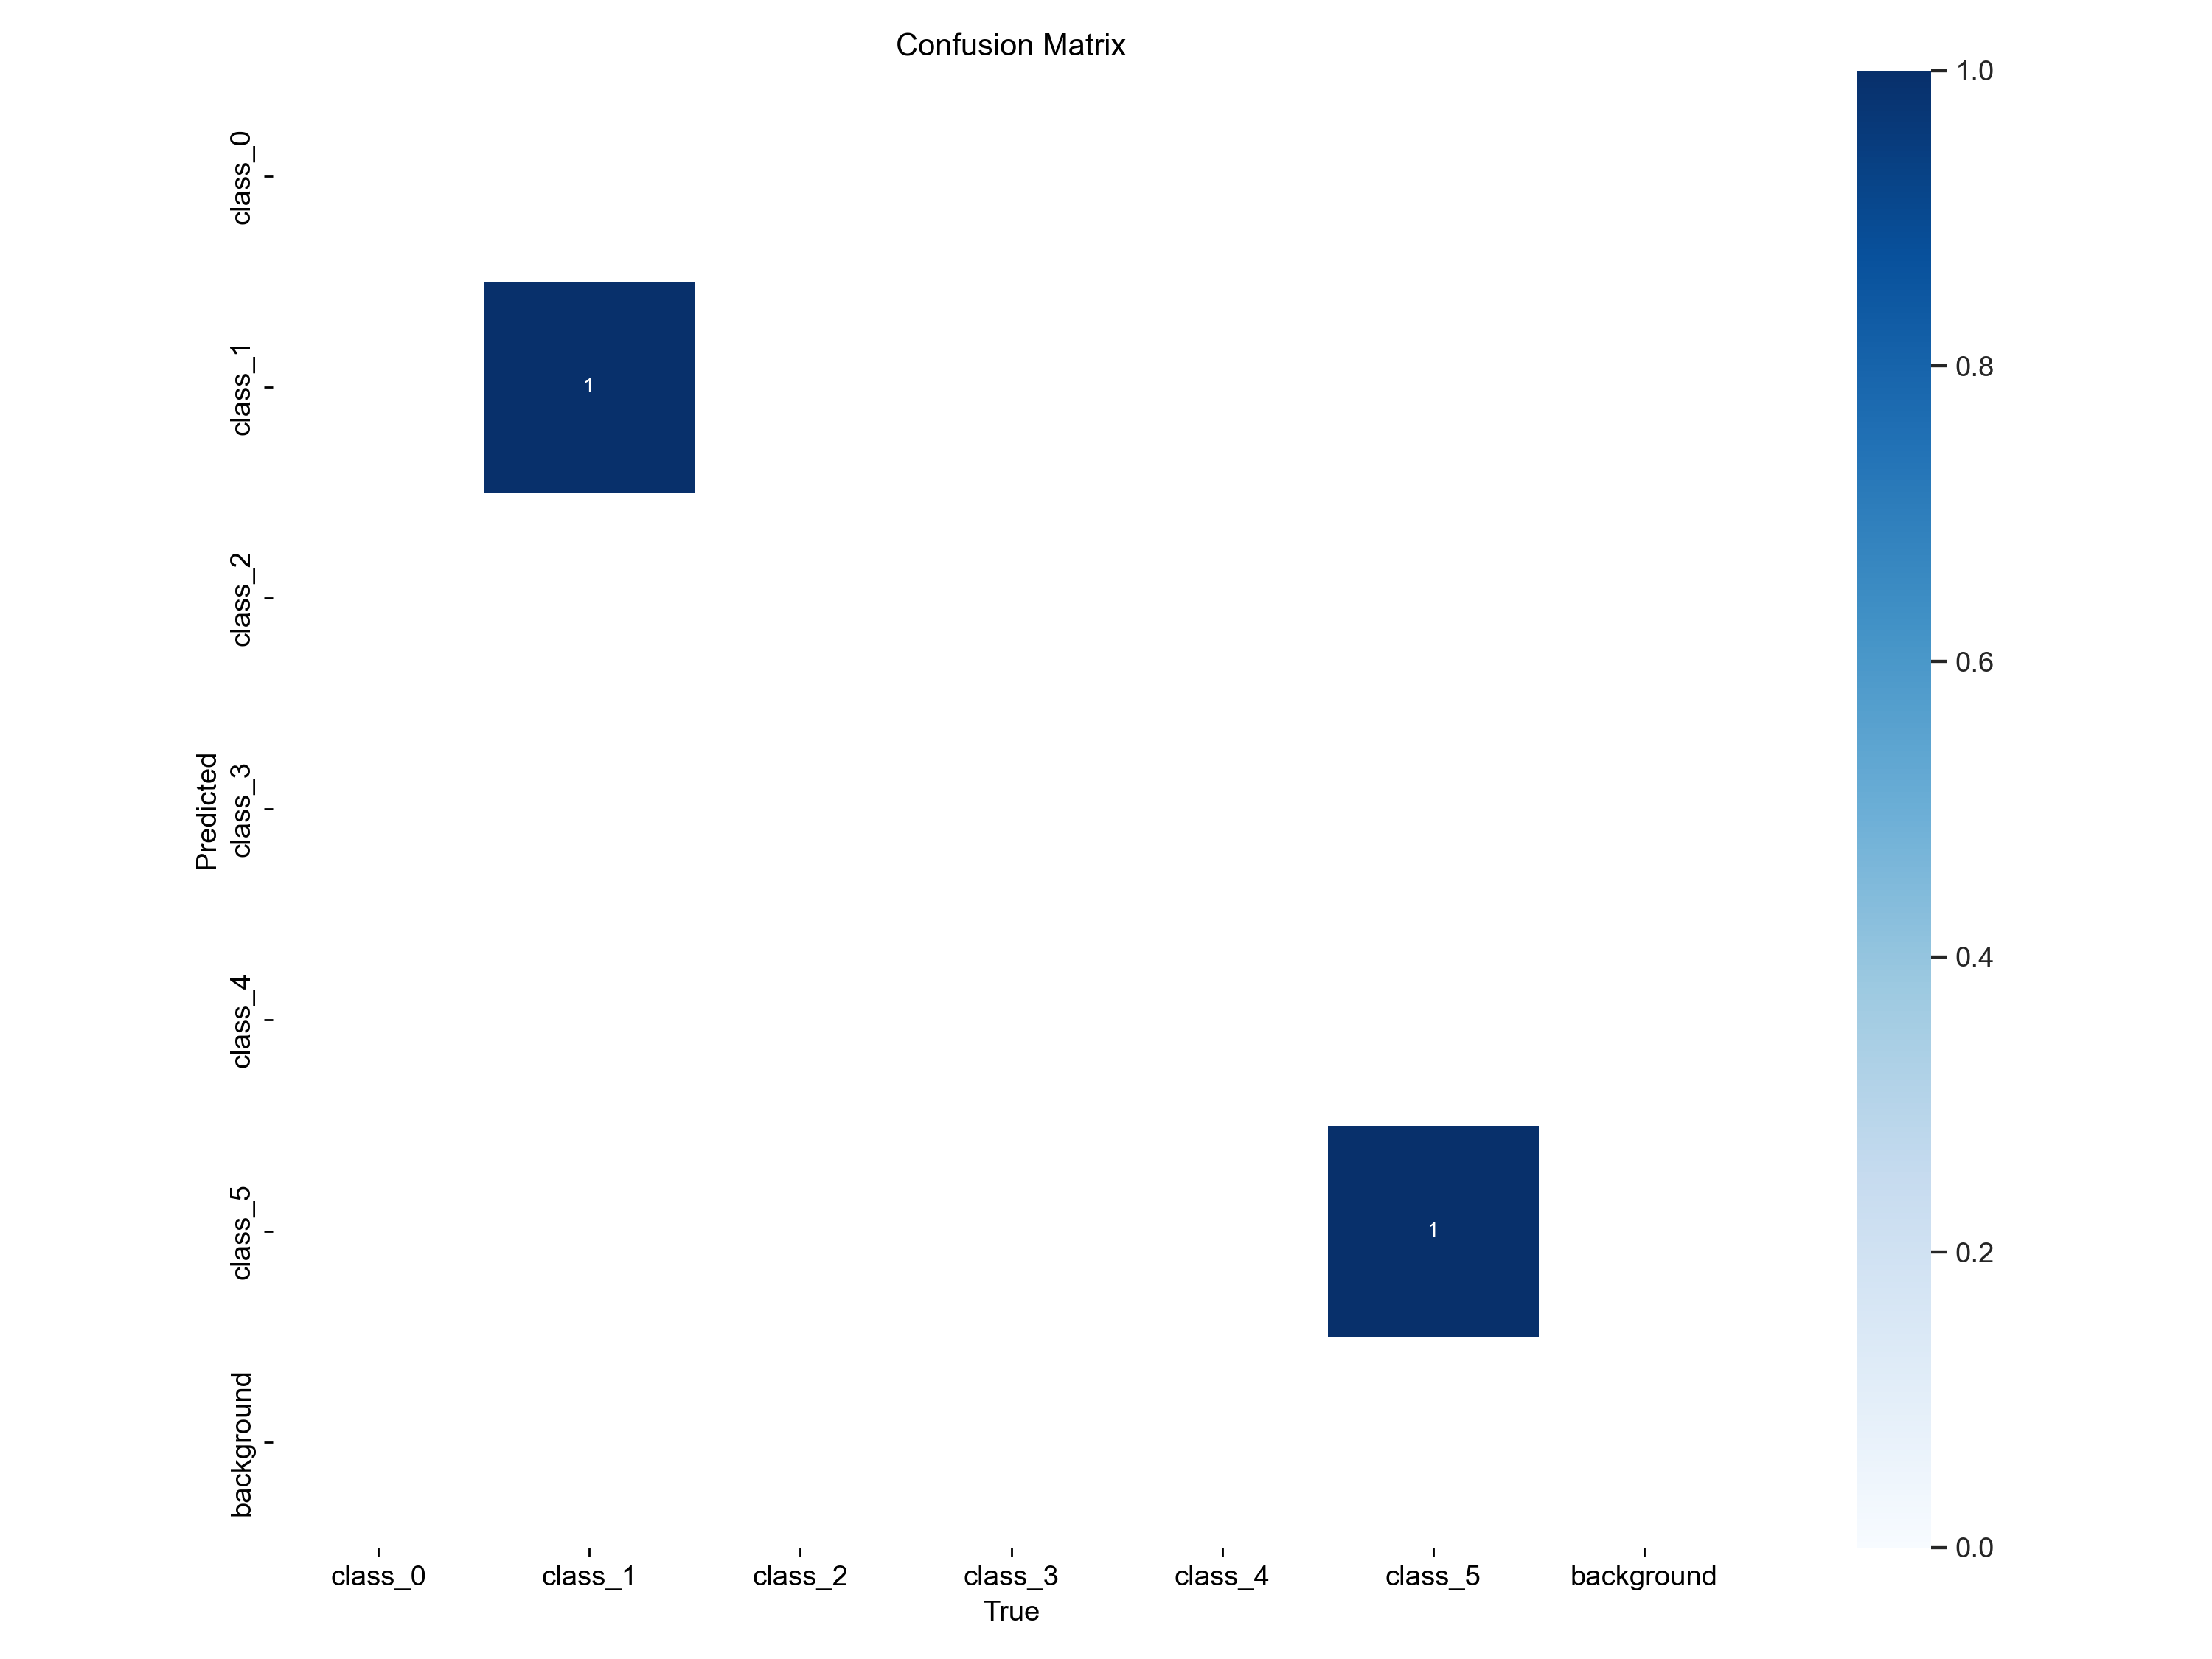 Confusion Matrix
Predicted
class_0
class_1
1
class_2
class_3
class_4
class_5
1
background
class_0 class_1 class_2 class_3 class_4 class_5 background
True
1.0
0.8
0.6
0.4
0.2
0.0